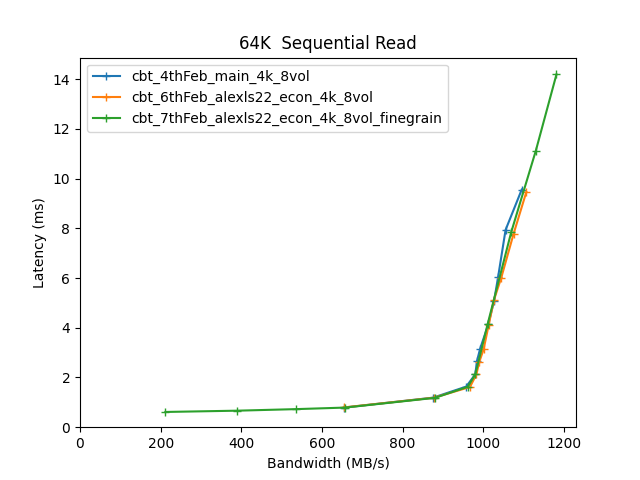 64K  Sequential Read
cbt_4thFeb_main_4k_8vol
cbt_6thFeb_alexls22_econ_4k_8vol
cbt_7thFeb_alexls22_econ_4k_8vol_finegrain
Latency (ms)
14
12
10
8
6
4
2
0
0 200 400 600 800 1000 1200
Bandwidth (MB/s)